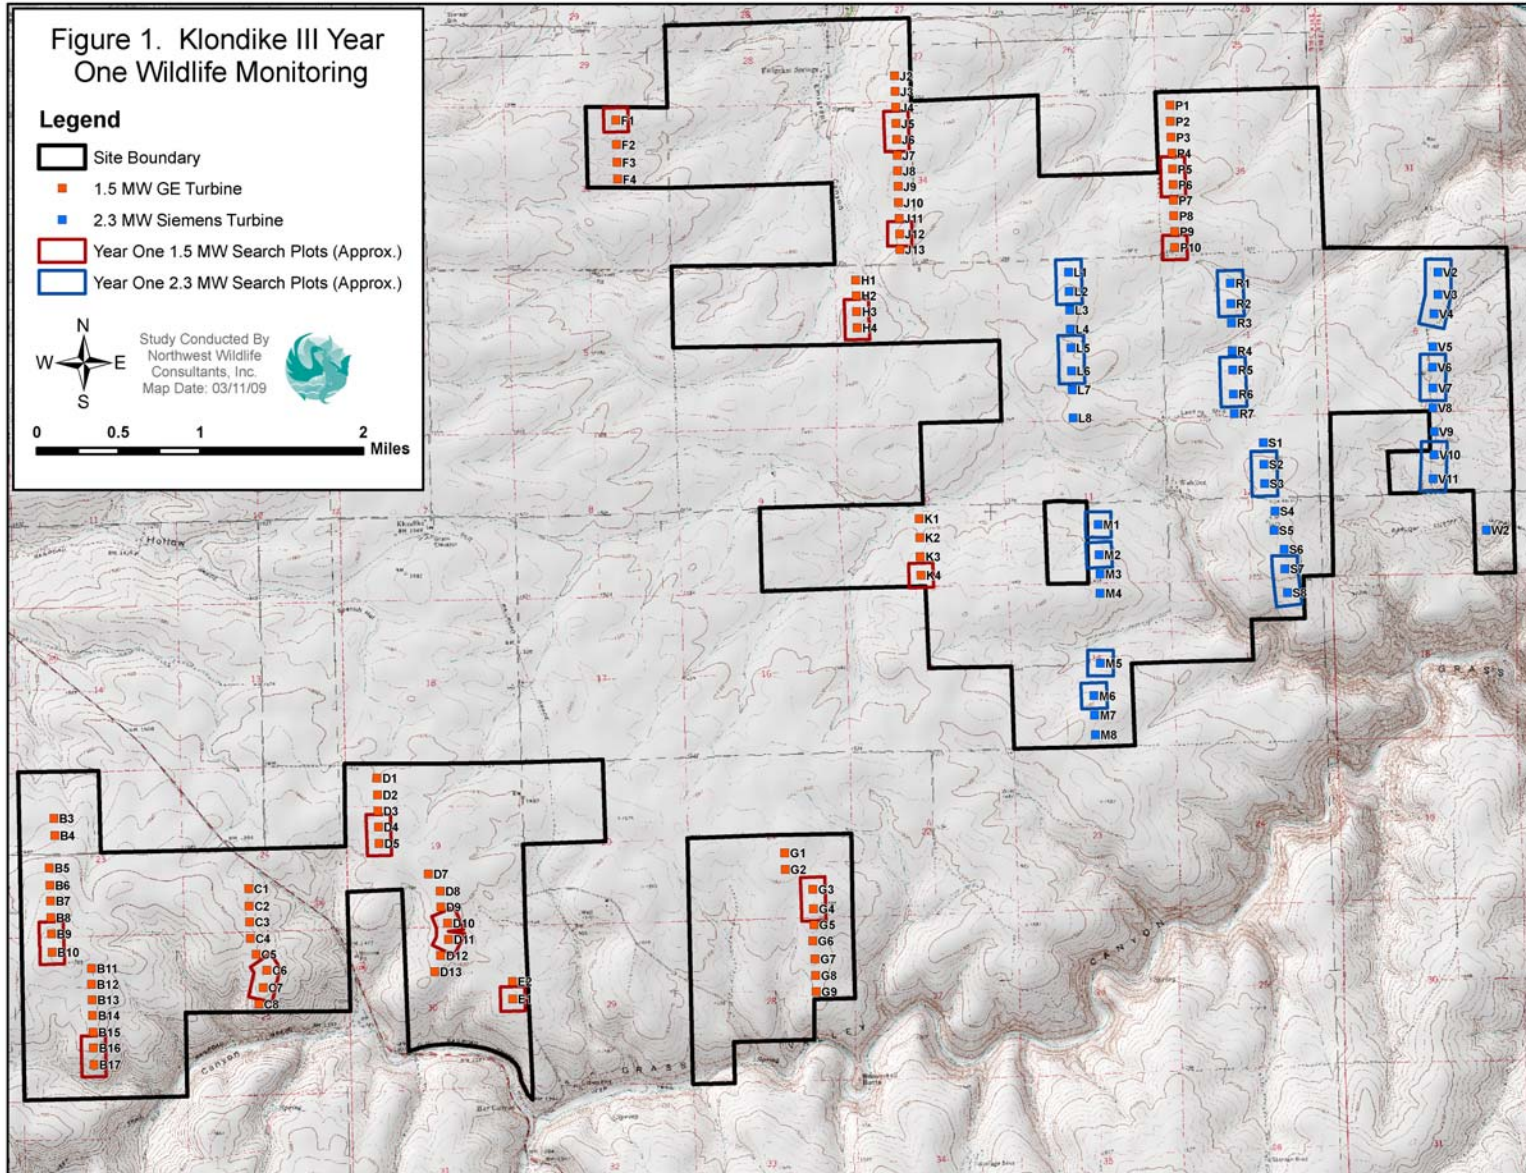 Figure 1. Klondike III Year
One Wildlife Monitoring
Legend
Site Boundary
1.5 MW GE Turbine
2.3 MW Siemens Turbine
Year One 1.5 MW Search Plots (Approx.)
Year One 2.3 MW Search Plots (Approx.)
N
W E
S
Study Conducted By
Northwest Wildlife
Consultants, Inc.
Map Date: 03/11/09
0 0.5 1 2 Miles
F1
F2
F3
F4
J2
J3
J4
J5
J6
J7
J8
J9
J10
J11
J12
J13
P1
P2
P3
R4
P5
P6
P7
P8
P9
P10
H1
H2
H3
H4
L1
L2
L3
L4
L5
L6
L7
L8
R1
R2
R3
R4
R5
R6
R7
V2
V3
V4
V5
V6
V7
V8
V9
V10
V11
W2
S1
S2
S3
S4
S5
S6
S7
S8
K1
K2
K3
K4
M1
M2
M3
M4
M5
M6
M7
M8
B3
B4
B5
B6
B7
B8
B9
B10
B11
B12
B13
B14
B15
B16
B17
C1
C2
C3
C4
C5
C6
C7
C8
D1
D2
D3
D4
D5
D7
D8
D9
D10
D11
D12
D13
E2
E1
G1
G2
G3
G4
G5
G6
G7
G8
G9
Hollow
Klondike
Canyon
GRASS
VALLEY
CANYON
GRASS